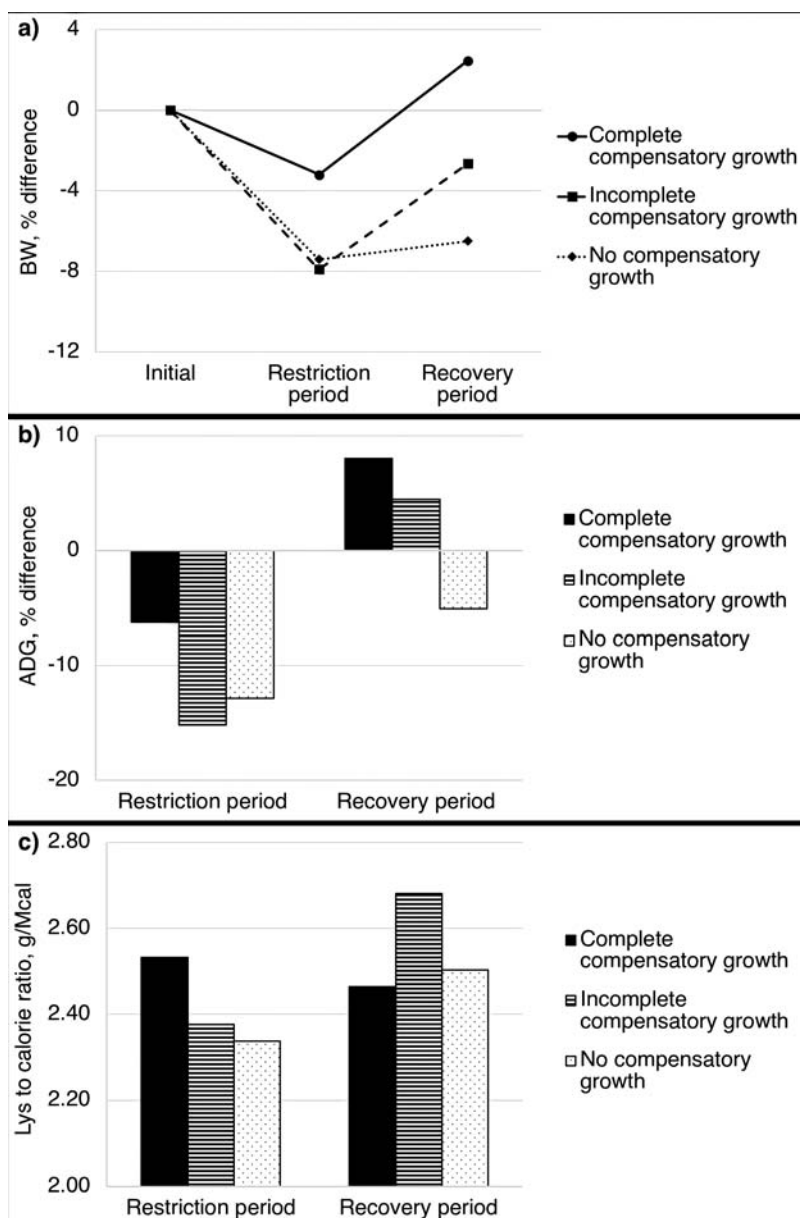 a)
4
0
-4
-8
-12
BW, % difference
Initial
Restriction
period
Recovery
period
Complete
compensatory growth
Incomplete
compensatory growth
No compensatory
growth
b)
10
0
-10
-20
ADG, % difference
Restriction period
Recovery period
Complete
compensatory growth
Incomplete
compensatory growth
No compensatory
growth
c)
2.80
2.60
2.40
2.20
2.00
Lys to calorie ratio, g/Mcal
Restriction period
Recovery period
Complete
compensatory growth
Incomplete
compensatory growth
No compensatory
growth